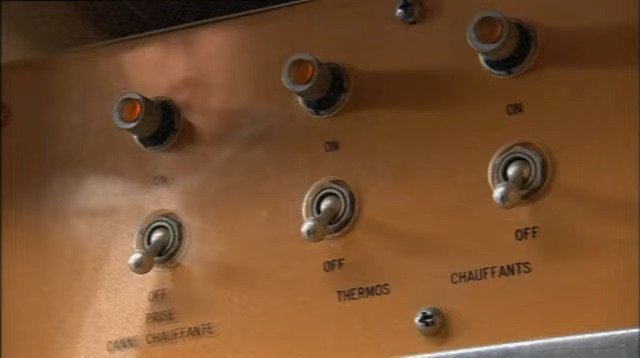 ON
ON
ON
OFF
OFF
OFF
THERMOS
CHAUFFANTS
PRISE
CANNE CHAUFFANTE